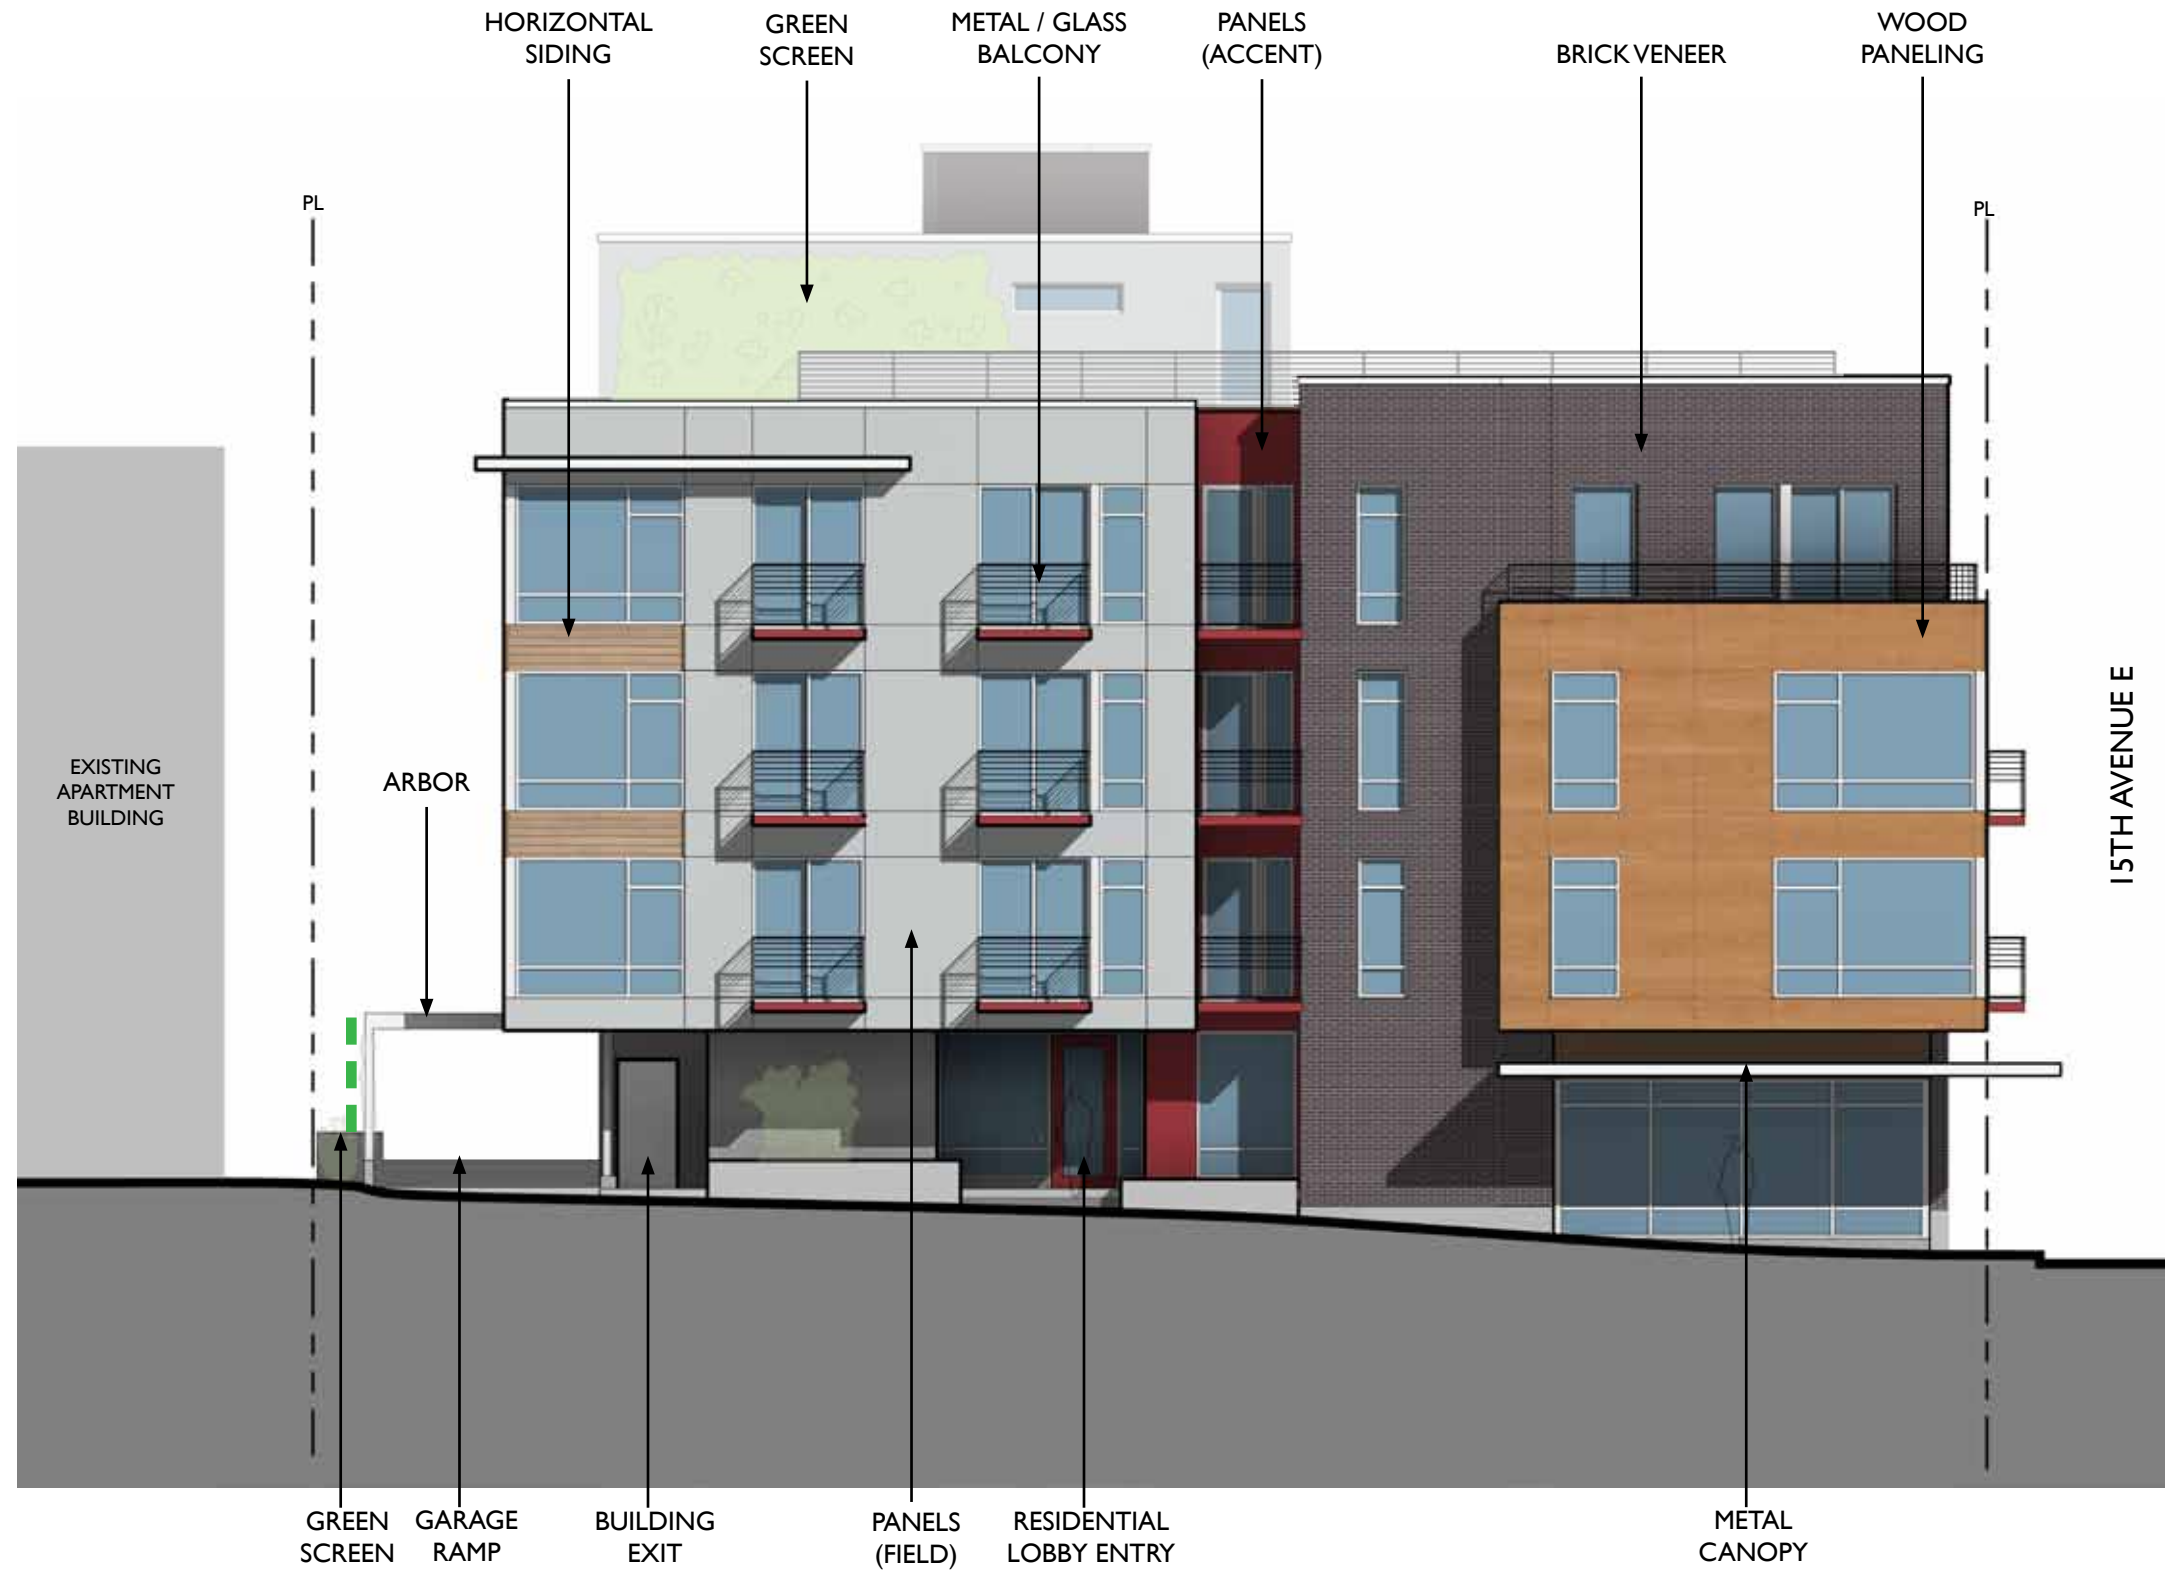 HORIZONTAL
SIDING
GREEN
SCREEN
METAL / GLASS
BALCONY
PANELS
(ACCENT)
BRICK VENEER
WOOD
PANELING
PL
PL
EXISTING
APARTMENT
BUILDING
ARBOR
15TH AVENUE E
GREEN
SCREEN
GARAGE
RAMP
BUILDING
EXIT
PANELS
(FIELD)
RESIDENTIAL
LOBBY ENTRY
METAL
CANOPY